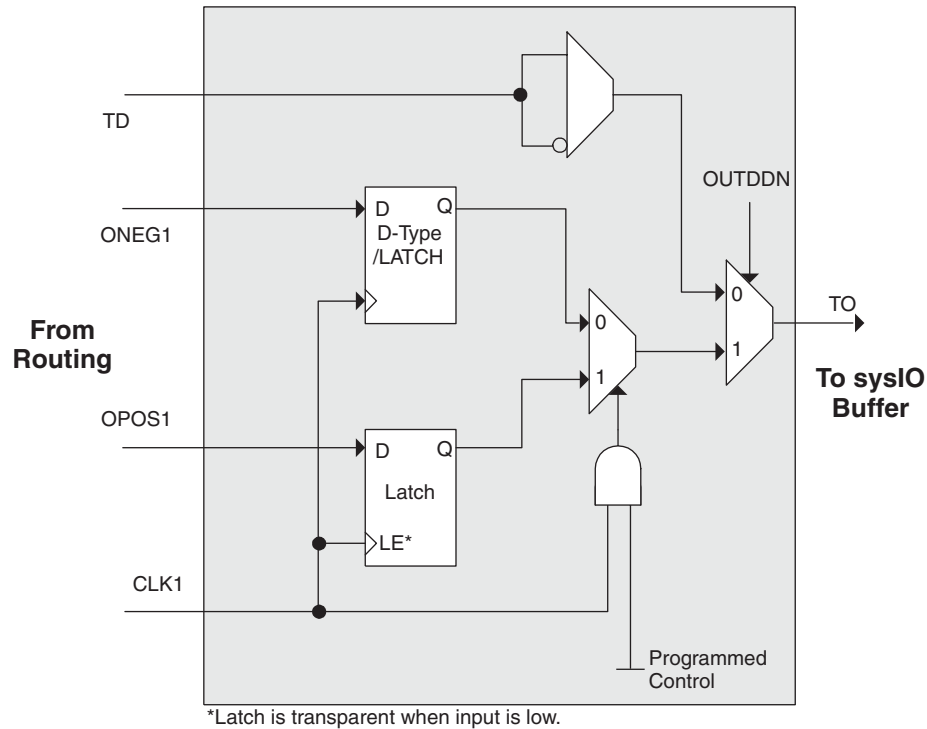 TD
OUTDDN
ONEG1
D
Q
D-Type
/LATCH
0
0
TO
From
Routing
1
1
To sysIO
Buffer
OPOS1
D
Q
Latch
LE*
CLK1
Programmed
Control
*Latch is transparent when input is low.